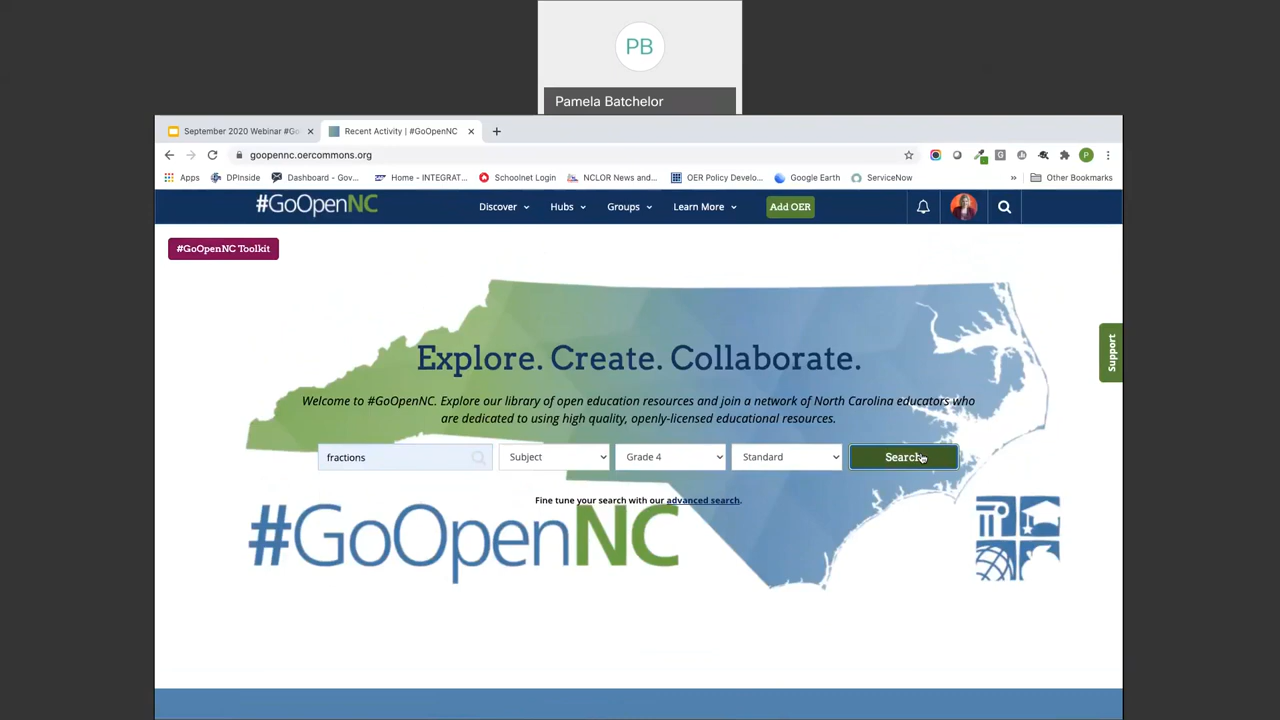 PB
Pamela Batchelor
September 2020 Webinar #Go
Recent Activity | #GoOpenNC
goopennc.oercommons.org
Apps
DPInside
Dashboard - Gov...
Home - INTEGRAT...
Schoolnet Login
NCLOR News and...
OER Policy Develo...
Google Earth
ServiceNow
»
Other Bookmarks
#GoOpenNC
Discover
Hubs
Groups
Learn More
Add OER
#GoOpenNC Toolkit
Support
Explore. Create. Collaborate.
Welcome to #GoOpenNC. Explore our library of open education resources and join a network of North Carolina educators who
are dedicated to using high quality, openly-licensed educational resources.
fractions
Subject
Grade 4
Standard
Search
Fine tune your search with our advanced search.
#GoOpenNC